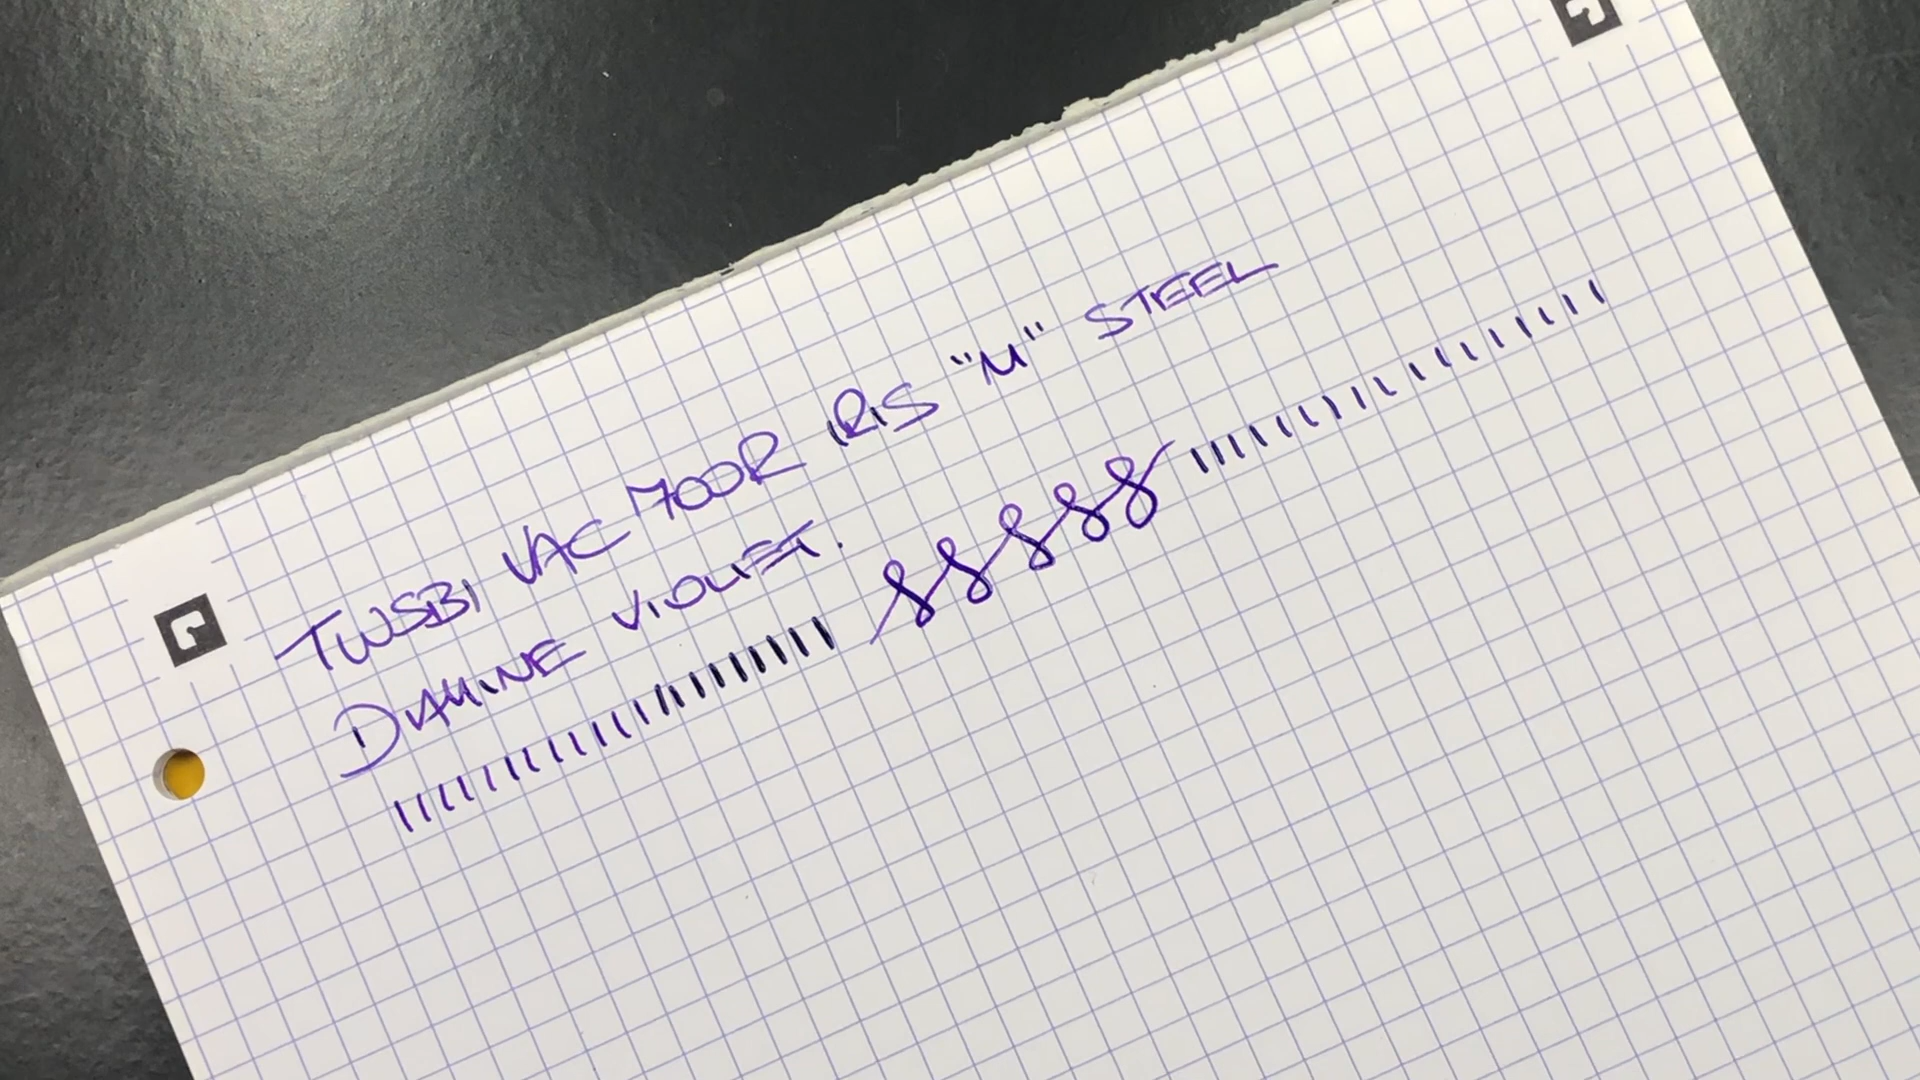 TWSBI VAC 700R IRIS "M" STEEL
DIAMINE VIOLET.